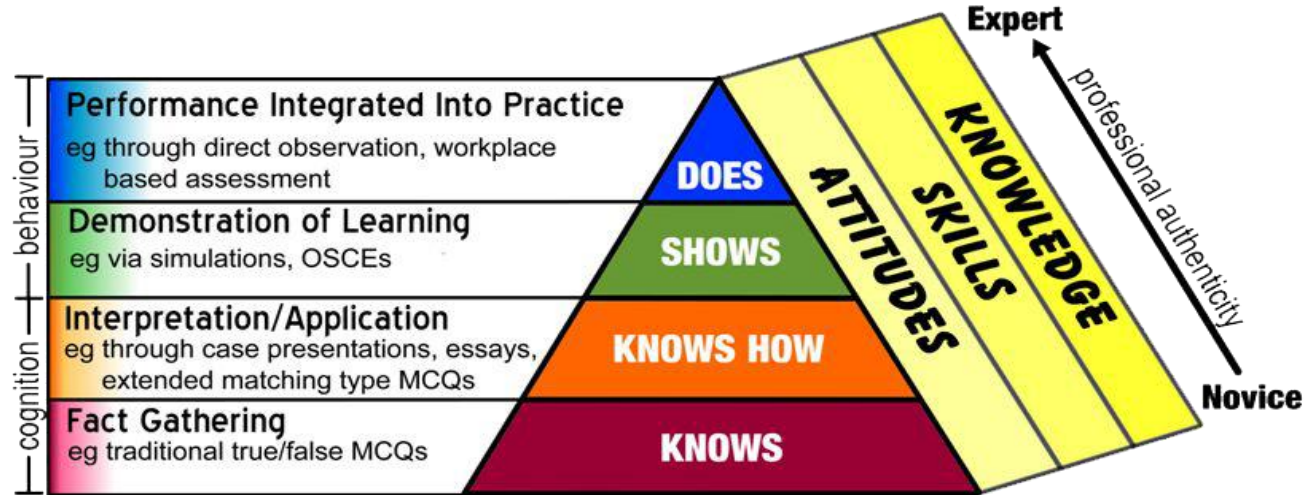 Expert
professional authenticity
Novice
behaviour
cognition
Performance Integrated Into Practice
eg through direct observation, workplace
based assessment
DOES
Demonstration of Learning
eg via simulations, OSCEs
SHOWS
Interpretation/Application
eg through case presentations, essays,
extended matching type MCQs
KNOWS HOW
Fact Gathering
eg traditional true/false MCQs
KNOWS
ATTITUDES
SKILLS
KNOWLEDGE